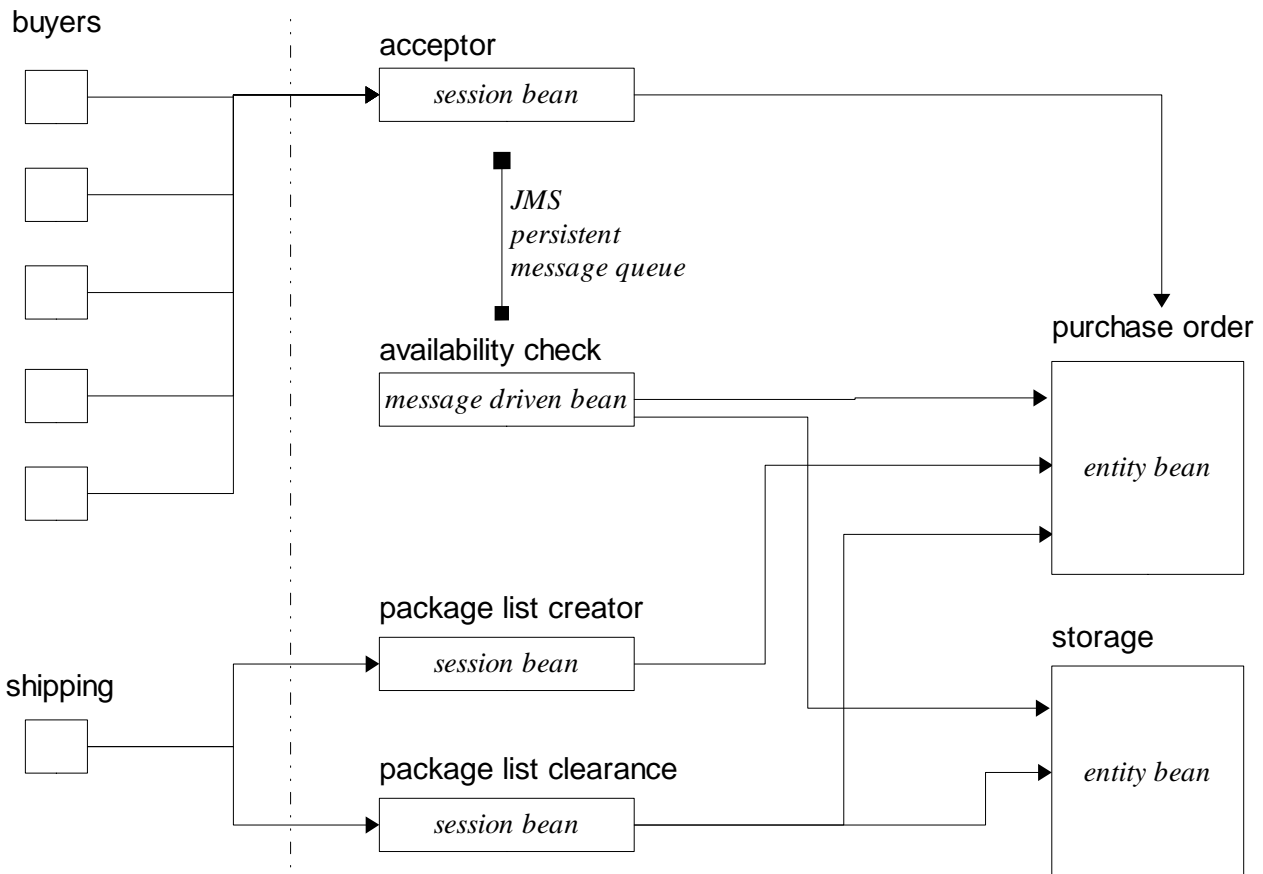 buyers
acceptor
session bean
JMS
persistent
message queue
availability check
message driven bean
purchase order
entity bean
package list creator
session bean
storage
shipping
package list clearance
entity bean
session bean